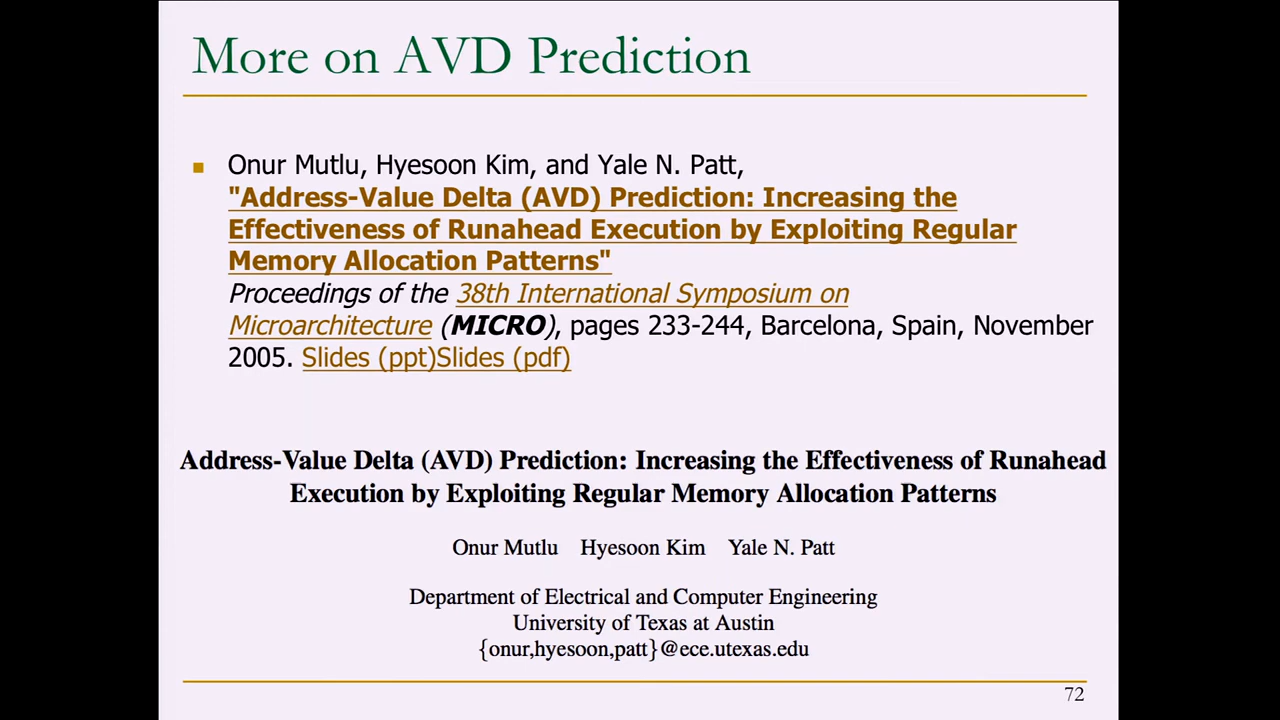 More on AVD Prediction
Onur Mutlu, Hyesoon Kim, and Yale N. Patt,
"Address-Value Delta (AVD) Prediction: Increasing the
Effectiveness of Runahead Execution by Exploiting Regular
Memory Allocation Patterns"
Proceedings of the 38th International Symposium on
Microarchitecture (MICRO), pages 233-244, Barcelona, Spain, November
2005. Slides (ppt)Slides (pdf)
Address-Value Delta (AVD) Prediction: Increasing the Effectiveness of Runahead
Execution by Exploiting Regular Memory Allocation Patterns
Onur Mutlu Hyesoon Kim Yale N. Patt
Department of Electrical and Computer Engineering
University of Texas at Austin
{onur,hyesoon,patt}@ece.utexas.edu
72